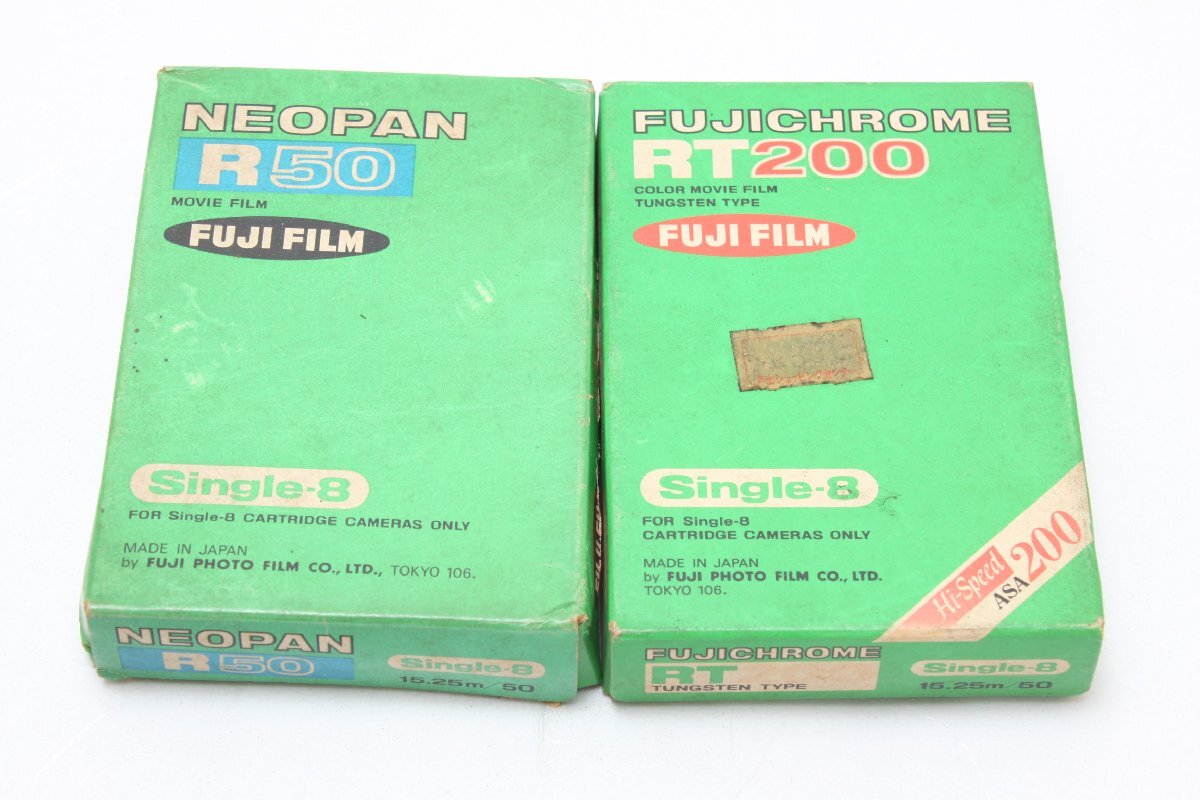 NEOPAN
R50
MOVIE FILM
FUJI FILM
Single-8
FOR Single-8 CARTRIDGE CAMERAS ONLY
MADE IN JAPAN
by FUJI PHOTO FILM CO., LTD., TOKYO 106.
NEOPAN
R50
Single-8
15.25m/50
FUJICHROME
RT200
COLOR MOVIE FILM
TUNGSTEN TYPE
FUJI FILM
Single-8
FOR Single-8
CARTRIDGE CAMERAS ONLY
MADE IN JAPAN
by FUJI PHOTO FILM CO., LTD.
TOKYO 106.
Hi-Speed
ASA 200
FUJICHROME
RT
TUNGSTEN TYPE
Single-8
15.25m/50